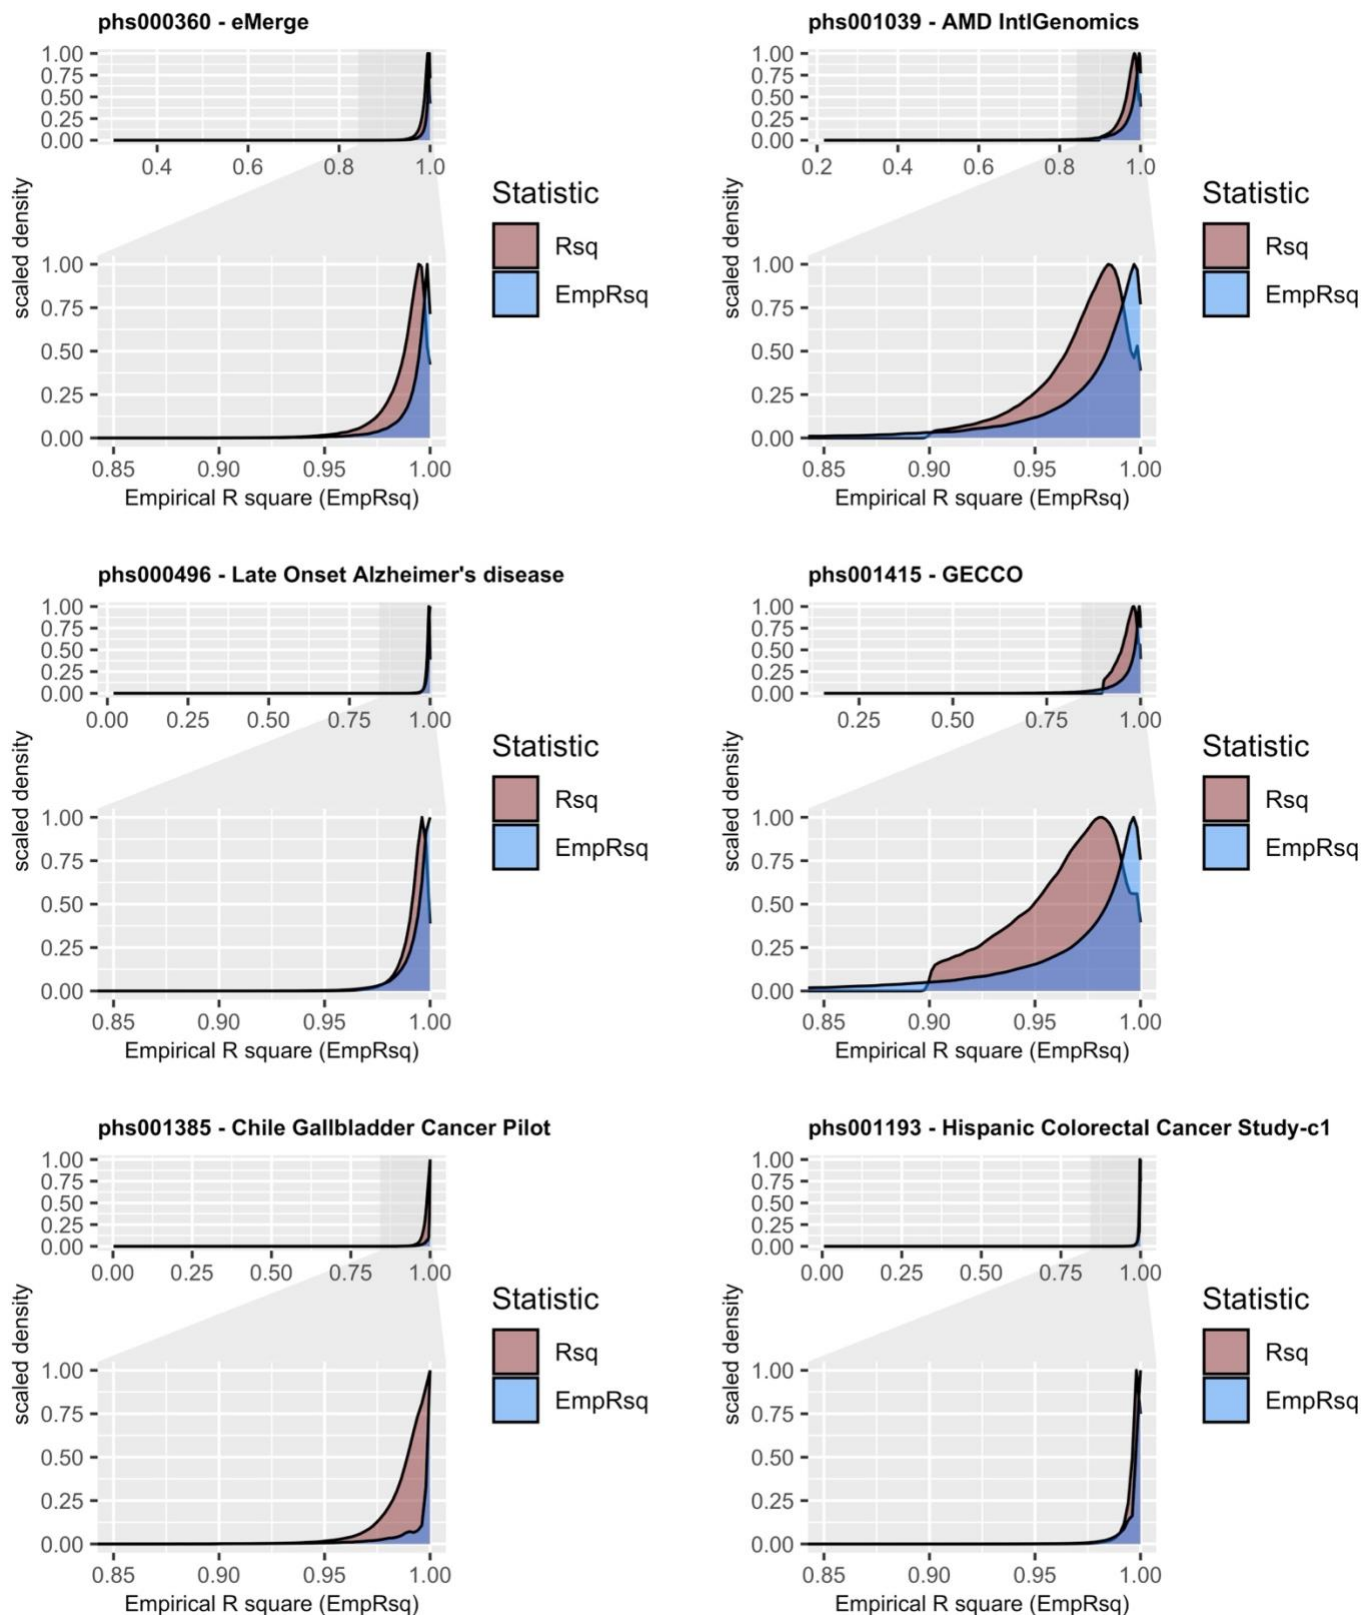 phs000360 - eMerge
1.00
0.75
0.50
0.25
0.00
0.4 0.6 0.8 1.0
scaled density
1.00
0.75
0.50
0.25
0.00
0.85 0.90 0.95 1.00
Empirical R square (EmpRsq)
Statistic
Rsq
EmpRsq
phs001039 - AMD IntlGenomics
1.00
0.75
0.50
0.25
0.00
0.2 0.4 0.6 0.8 1.0
scaled density
1.00
0.75
0.50
0.25
0.00
0.85 0.90 0.95 1.00
Empirical R square (EmpRsq)
Statistic
Rsq
EmpRsq
phs000496 - Late Onset Alzheimer's disease
1.00
0.75
0.50
0.25
0.00
0.00 0.25 0.50 0.75 1.00
scaled density
1.00
0.75
0.50
0.25
0.00
0.85 0.90 0.95 1.00
Empirical R square (EmpRsq)
Statistic
Rsq
EmpRsq
phs001415 - GECCO
1.00
0.75
0.50
0.25
0.00
0.25 0.50 0.75 1.00
scaled density
1.00
0.75
0.50
0.25
0.00
0.85 0.90 0.95 1.00
Empirical R square (EmpRsq)
Statistic
Rsq
EmpRsq
phs001385 - Chile Gallbladder Cancer Pilot
1.00
0.75
0.50
0.25
0.00
0.00 0.25 0.50 0.75 1.00
scaled density
1.00
0.75
0.50
0.25
0.00
0.85 0.90 0.95 1.00
Empirical R square (EmpRsq)
Statistic
Rsq
EmpRsq
phs001193 - Hispanic Colorectal Cancer Study-c1
1.00
0.75
0.50
0.25
0.00
0.00 0.25 0.50 0.75 1.00
scaled density
1.00
0.75
0.50
0.25
0.00
0.85 0.90 0.95 1.00
Empirical R square (EmpRsq)
Statistic
Rsq
EmpRsq